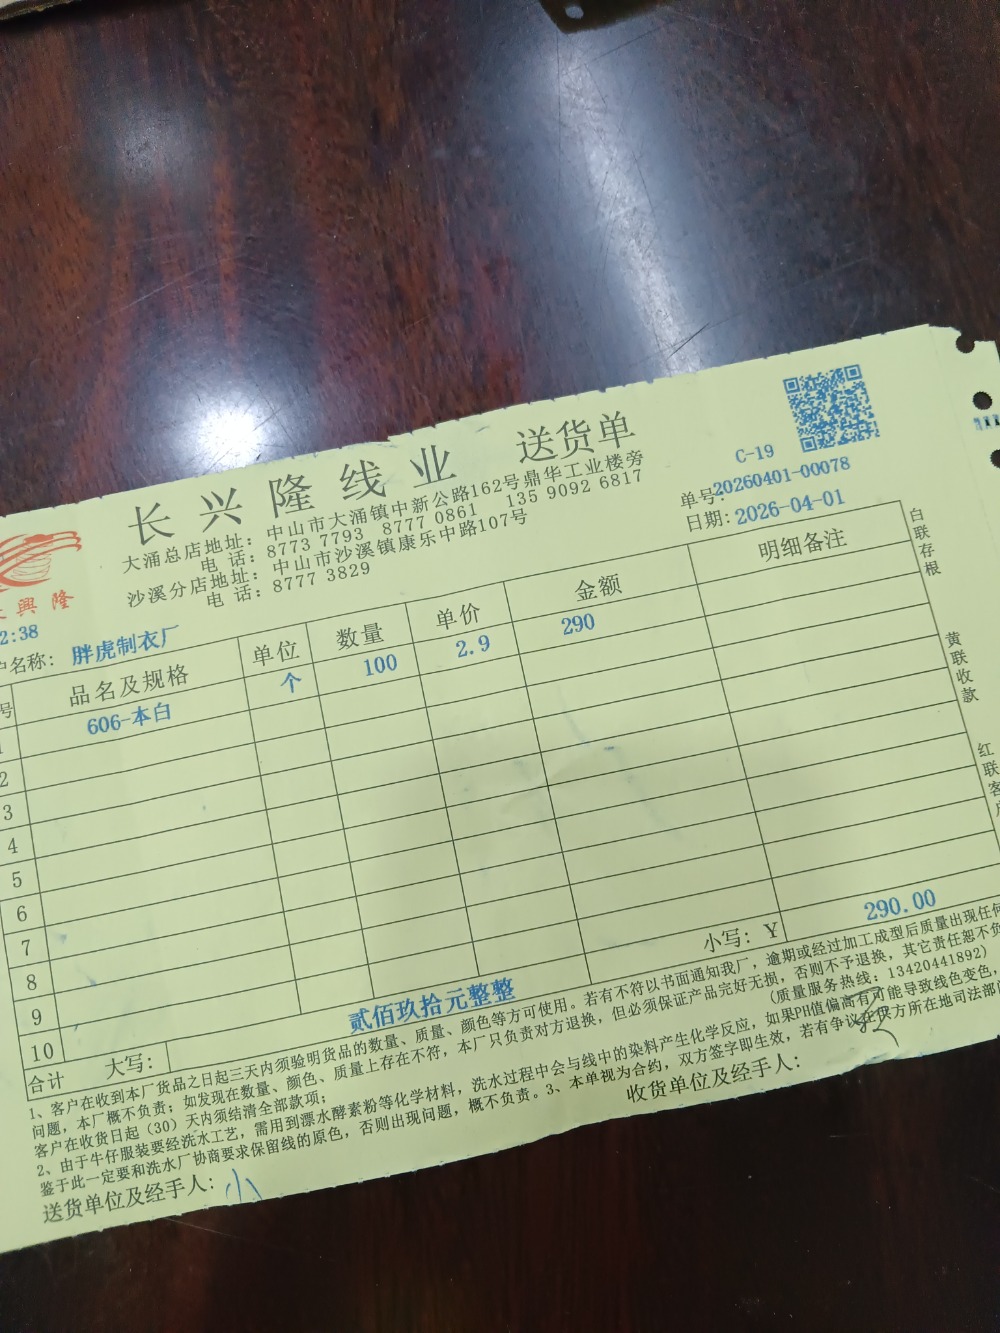 长兴隆线业 送货单
C-19
大涌总店地址：中山市大涌镇中新公路162号鼎华工业楼旁
电 话：8773 7793 8777 0861 135 9092 6817
沙溪分店地址：中山市沙溪镇康乐中路107号
电 话：8777 3829
单号:20260401-00078
日期: 2026-04-01
興隆
2:38
户名称: 胖虎制衣厂
号 品名及规格 单位 数量 单价 金额 明细备注
1 606-本白 个 100 2.9 290
2
3
4
5
6
7
8
9
10
合计 大写: 贰佰玖拾元整整 小写: Y 290.00
1、客户在收到本厂货品之日起三天内须验明货品的数量、质量、颜色等方可使用。若有不符以书面通知我厂，逾期或经过加工成型后质量出现任何
问题，本厂概不负责；如发现在数量、颜色、质量上存在不符，本厂只负责对方退换，但必须保证产品完好无损，否则不予退换，其它责任恕不负
客户在收货日起（30）天内须结清全部款项； （质量服务热线：13420441892）
2、由于牛仔服装要经洗水工艺，需用到漂水酵素粉等化学材料，洗水过程中会与线中的染料产生化学反应，如果PH值偏高有可能导致线色变色，
鉴于此一定要和洗水厂协商要求保留线的原色，否则出现问题，概不负责。3、本单视为合约，双方签字即生效，若有争议在供方所在地司法部门
送货单位及经手人: 小 收货单位及经手人:
白联存根
黄联收款
红联客户